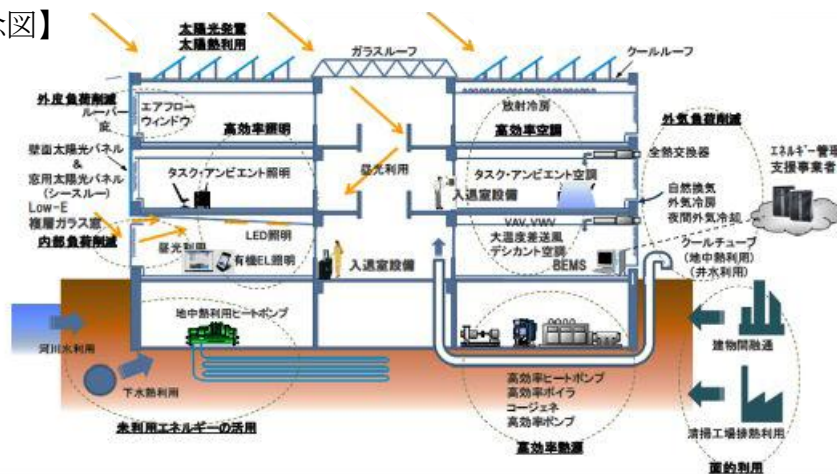 念図】
太陽光発電
太陽熱利用
ガラスルーフ
クールルーフ
外皮負荷削減
ルーバー
庇
エアフロー
ウィンドウ
高効率照明
放射冷房
高効率空調
外気負荷削減
壁面太陽光パネル
&
窓用太陽光パネル
(シースルー)
Low-E
複層ガラス窓
内部負荷削減
タスク・アンビエント照明
昼光利用
タスク・アンビエント空調
入退室設備
全熱交換器
エネルギー管理
支援事業者
自然換気
外気冷房
夜間外気冷却
昼光利用
LED照明
有機EL照明
入退室設備
VAV、VWV
大温度差送風
デシカント空調
BEMS
クールチューブ
(地中熱利用)
(井水利用)
地中熱利用ヒートポンプ
河川水利用
下水熱利用
未利用エネルギーの活用
高効率ヒートポンプ
高効率ボイラ
コージェネ
高効率ポンプ
高効率熱源
建物間融通
清掃工場排熱利用
面的利用